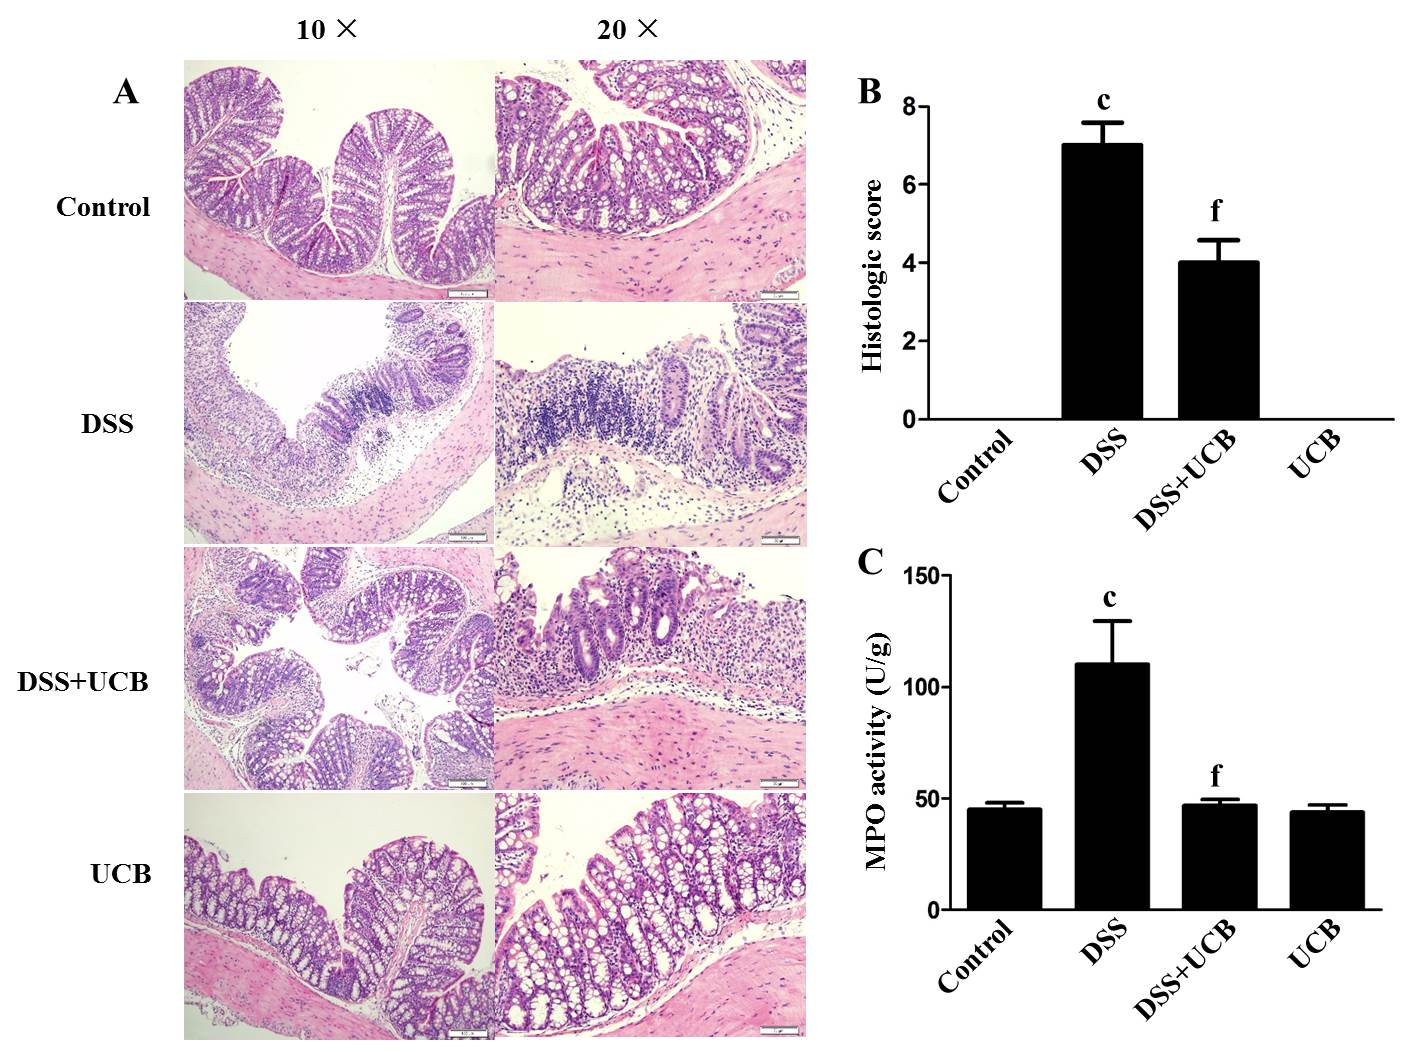 10 × 20 ×
A
Control
DSS
DSS+UCB
UCB
B
Histologic score
8
6
4
2
0
c
f
Control DSS DSS+UCB UCB
C
MPO activity (U/g)
150
100
50
0
c
f
Control DSS DSS+UCB UCB